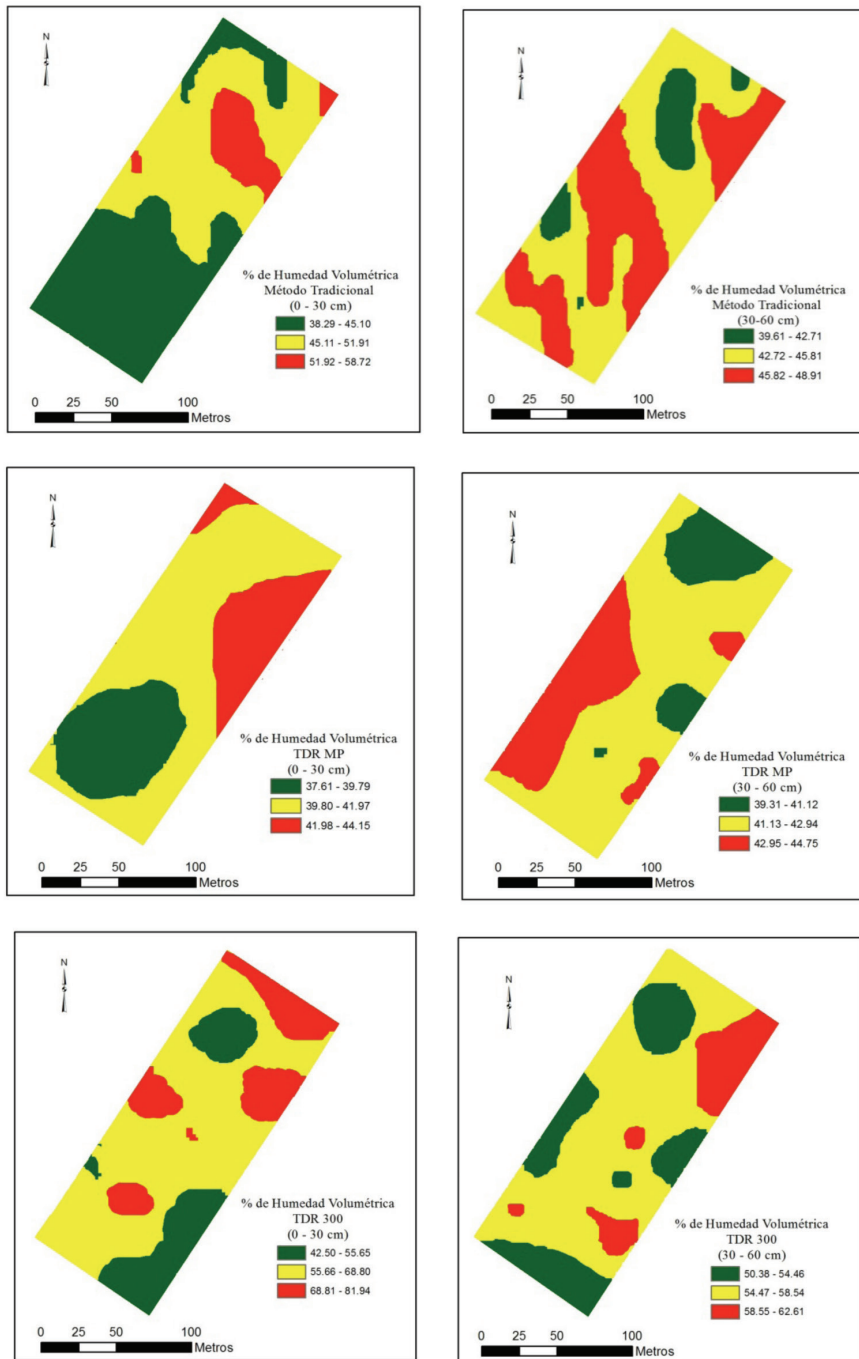 N
% de Humedad Volumétrica
Método Tradicional
(0 - 30 cm)
38.29 - 45.10
45.11 - 51.91
51.92 - 58.72
0 25 50 100
Metros
N
% de Humedad Volumétrica
Método Tradicional
(30-60 cm)
39.61 - 42.71
42.72 - 45.81
45.82 - 48.91
0 25 50 100
Metros
N
% de Humedad Volumétrica
TDR MP
(0 - 30 cm)
37.61 - 39.79
39.80 - 41.97
41.98 - 44.15
0 25 50 100
Metros
N
% de Humedad Volumétrica
TDR MP
(30 - 60 cm)
39.31 - 41.12
41.13 - 42.94
42.95 - 44.75
0 25 50 100
Metros
N
% de Humedad Volumétrica
TDR 300
(0 - 30 cm)
42.50 - 55.65
55.66 - 68.80
68.81 - 81.94
0 25 50 100
Metros
N
% de Humedad Volumétrica
TDR 300
(30 - 60 cm)
50.38 - 54.46
54.47 - 58.54
58.55 - 62.61
0 25 50 100
Metros